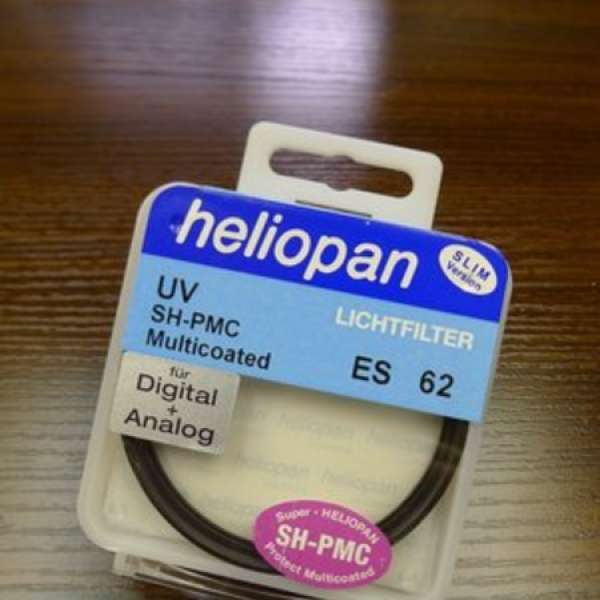 heliopan
SLIM
Version
UV
SH-PMC
Multicoated
LICHTFILTER
ES 62
für
Digital
+
Analog
heliopan
Super - HELIOPAN
SH-PMC
Protect Multicoated